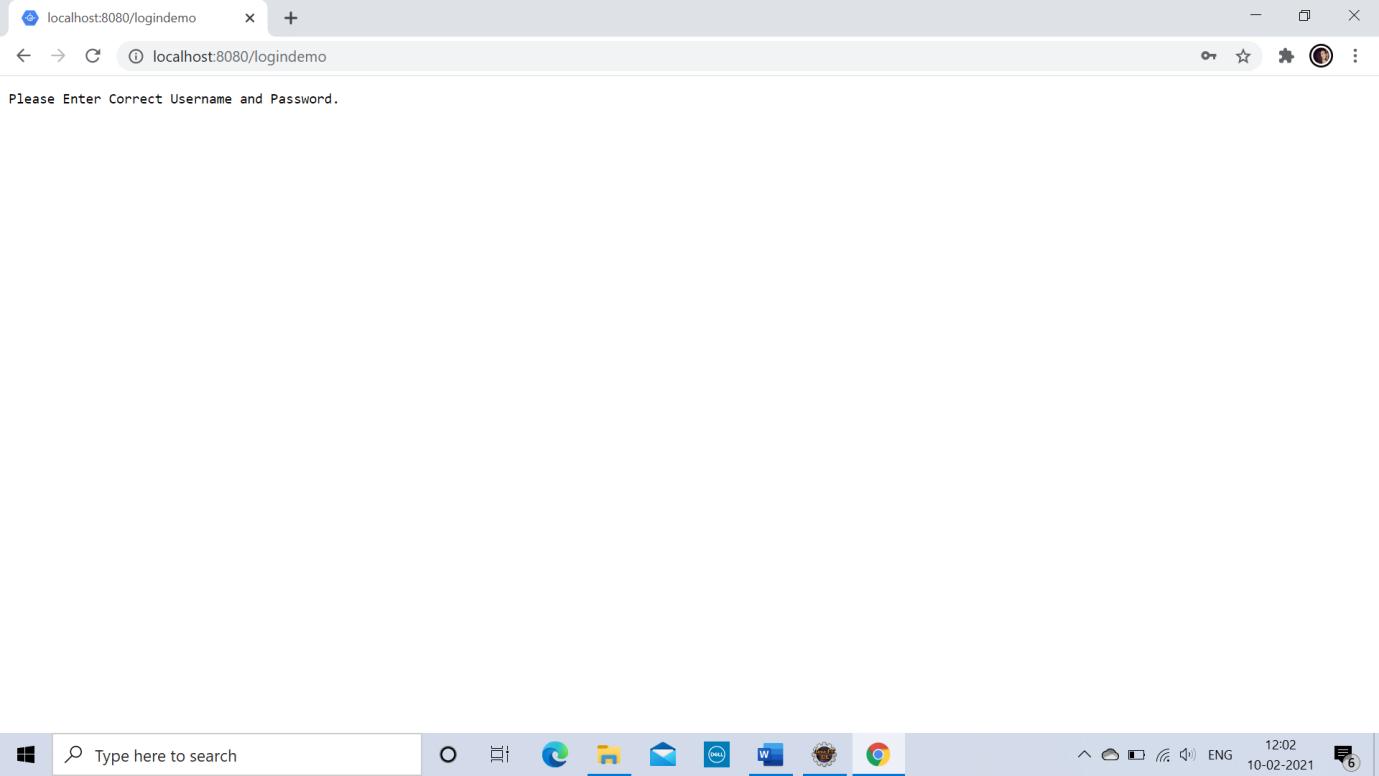 localhost:8080/logindemo
localhost:8080/logindemo
Please Enter Correct Username and Password.
Type here to search
DELL
W
ENG
12:02
10-02-2021
6